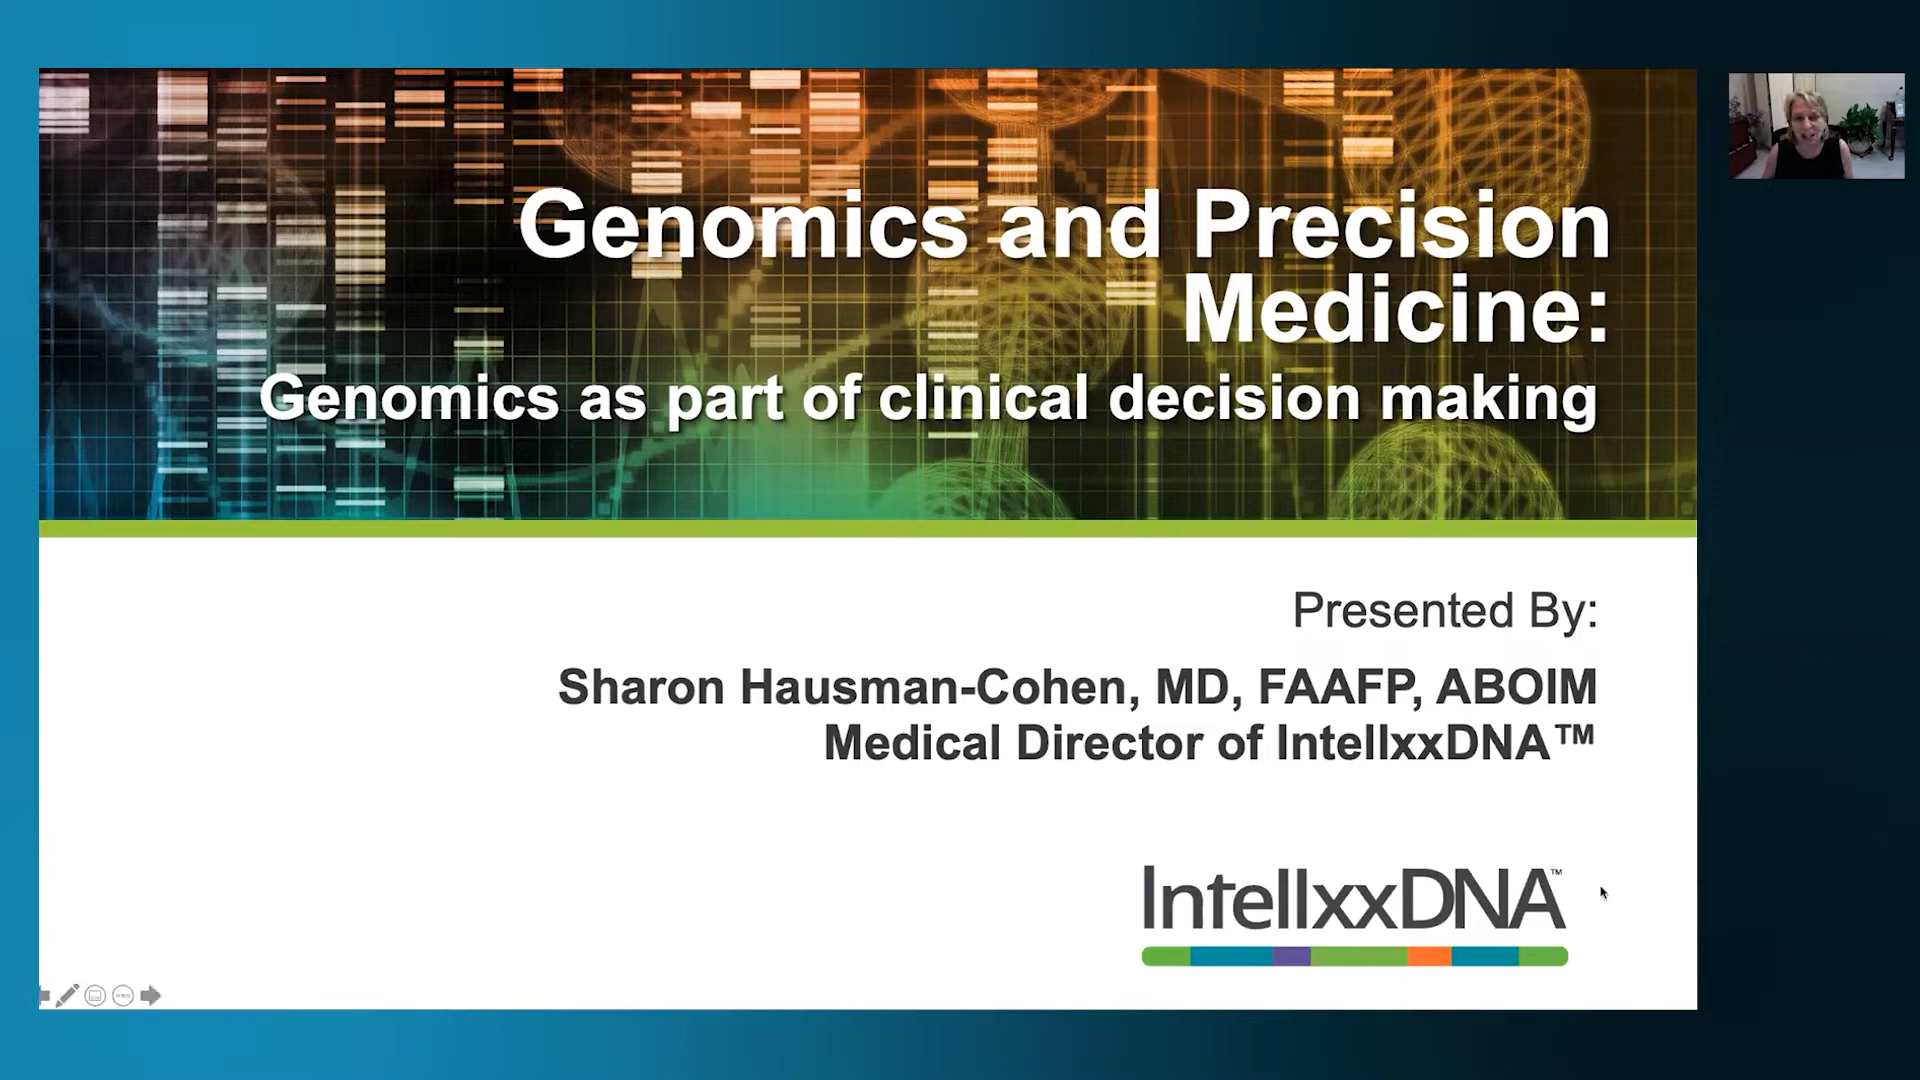 Genomics and Precision
Medicine:
Genomics as part of clinical decision making
Presented By:
Sharon Hausman-Cohen, MD, FAAFP, ABOIM
Medical Director of IntellxxDNA™
IntellxxDNA™